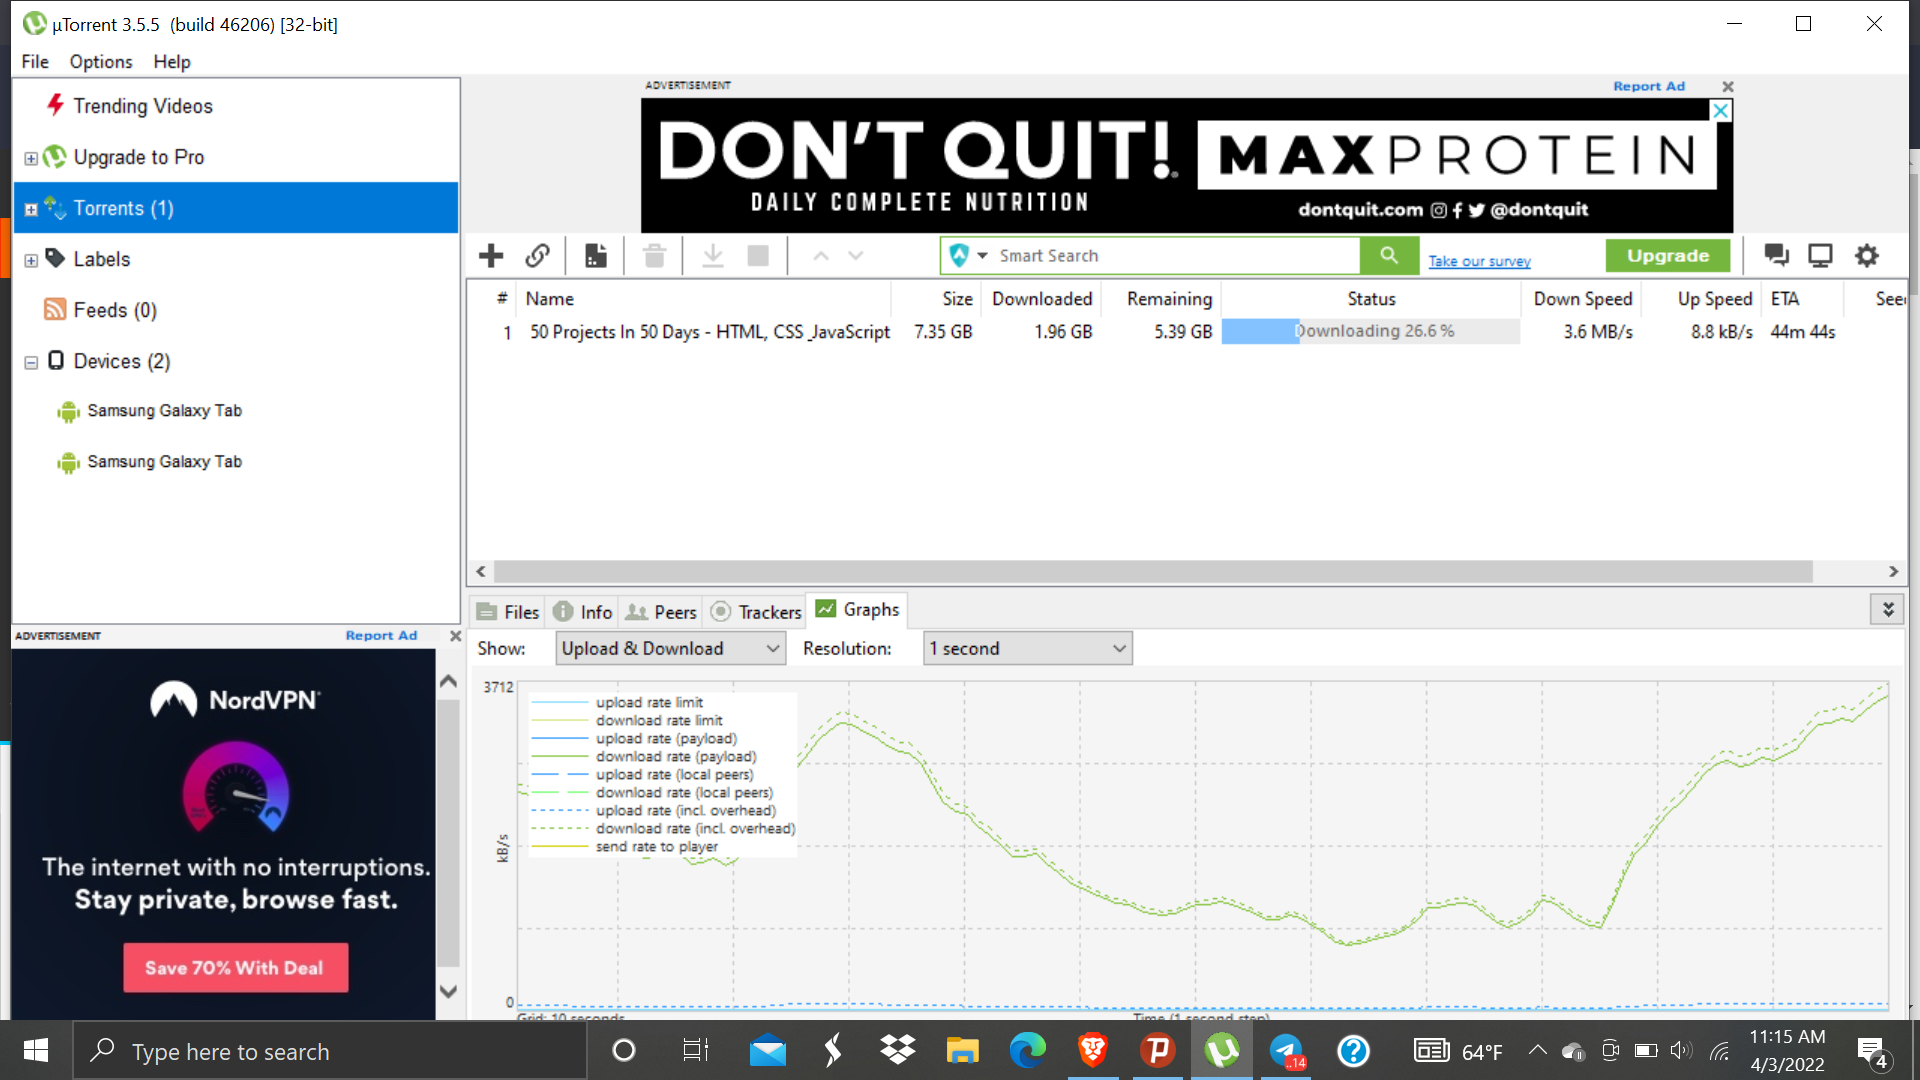 µTorrent 3.5.5 (build 46206) [32-bit]
File Options Help
Trending Videos
Upgrade to Pro
Torrents (1)
Labels
Feeds (0)
Devices (2)
Samsung Galaxy Tab
Samsung Galaxy Tab
ADVERTISEMENT Report Ad
NordVPN
The internet with no interruptions.
Stay private, browse fast.
Save 70% With Deal
ADVERTISEMENT Report Ad
DON'T QUIT!
DAILY COMPLETE NUTRITION
MAXPROTEIN
dontquit.com @dontquit
Smart Search
Take our survey
Upgrade
# Name Size Downloaded Remaining Status Down Speed Up Speed ETA
1 50 Projects In 50 Days - HTML, CSS _JavaScript 7.35 GB 1.96 GB 5.39 GB Downloading 26.6 % 3.6 MB/s 8.8 kB/s 44m 44s
Files Info Peers Trackers Graphs
Show: Upload & Download Resolution: 1 second
3712
upload rate limit
download rate limit
upload rate (payload)
download rate (payload)
upload rate (local peers)
download rate (local peers)
upload rate (incl. overhead)
download rate (incl. overhead)
send rate to player
kB/s
0
Grid: 10 seconds Time (1 second step)
Type here to search
..14
64°F
11:15 AM
4/3/2022
4